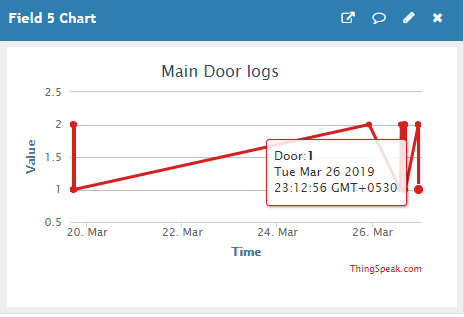 Field 5 Chart
Main Door logs
2.5
2
1.5
1
0.5
Value
Door:1
Tue Mar 26 2019
23:12:56 GMT+0530
20. Mar 22. Mar 24. Mar 26. Mar
Time
ThingSpeak.com